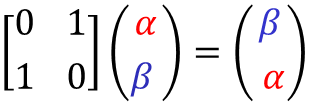 [0 1
1 0] (α
β) = (β
α)